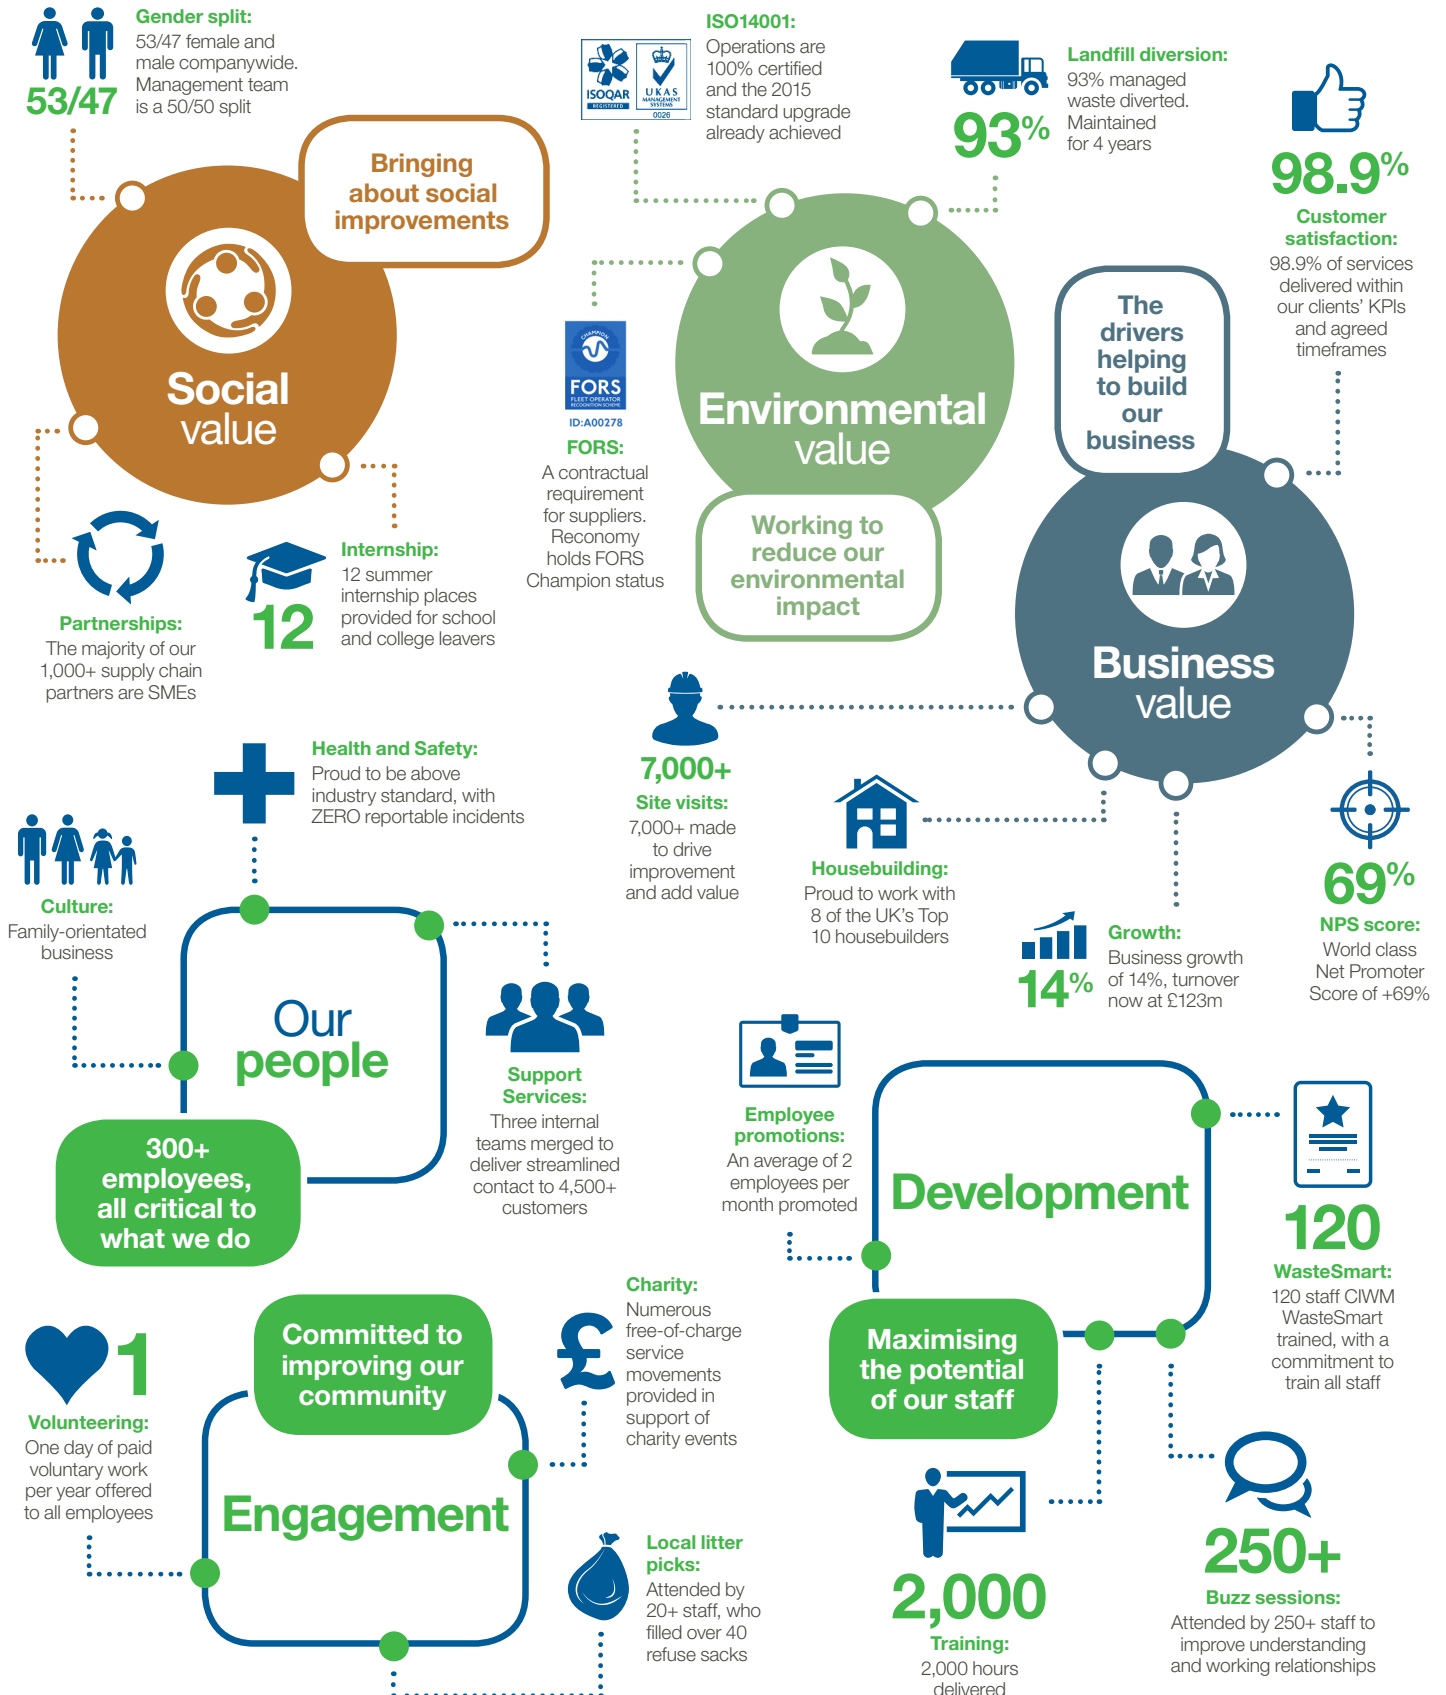 Gender split:
53/47 female and
male companywide.
Management team
is a 50/50 split
53/47
Bringing
about social
improvements
Social
value
Partnerships:
The majority of our
1,000+ supply chain
partners are SMEs
12
Internship:
12 summer
internship places
provided for school
and college leavers
ISOQAR
REGISTERED
UKAS
MANAGEMENT
SYSTEMS
0026
ISO14001:
Operations are
100% certified
and the 2015
standard upgrade
already achieved
93%
Landfill diversion:
93% managed
waste diverted.
Maintained
for 4 years
CHAMPION
FORS
FLEET OPERATOR
RECOGNITION SCHEME
ID:A00278
FORS:
A contractual
requirement
for suppliers.
Reconomy
holds FORS
Champion status
Environmental
value
Working to
reduce our
environmental
impact
98.9%
Customer
satisfaction:
98.9% of services
delivered within
our clients' KPIs
and agreed
timeframes
The
drivers
helping
to build
our
business
Business
value
7,000+
Site visits:
7,000+ made
to drive
improvement
and add value
Housebuilding:
Proud to work with
8 of the UK's Top
10 housebuilders
14%
Growth:
Business growth
of 14%, turnover
now at £123m
69%
NPS score:
World class
Net Promoter
Score of +69%
Health and Safety:
Proud to be above
industry standard, with
ZERO reportable incidents
Culture:
Family-orientated
business
Our
people
300+
employees,
all critical to
what we do
Support
Services:
Three internal
teams merged to
deliver streamlined
contact to 4,500+
customers
Employee
promotions:
An average of 2
employees per
month promoted
Development
Maximising
the potential
of our staff
120
WasteSmart:
120 staff CIWM
WasteSmart
trained, with a
commitment to
train all staff
2,000
Training:
2,000 hours
delivered
250+
Buzz sessions:
Attended by 250+ staff to
improve understanding
and working relationships
1
Volunteering:
One day of paid
voluntary work
per year offered
to all employees
Committed to
improving our
community
Engagement
£
Charity:
Numerous
free-of-charge
service
movements
provided in
support of
charity events
Local litter
picks:
Attended by
20+ staff, who
filled over 40
refuse sacks